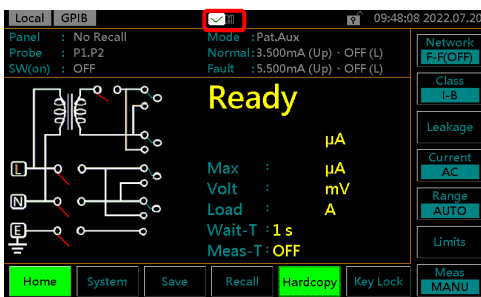 Local GPIB 09:48:08 2022.07.20
Panel : No Recall Mode :Pat.Aux
Probe : P1.P2 Normal:3.500mA (Up)、OFF (L)
SW(on) : OFF Fault :5.500mA (Up)、OFF (L)
Network
F-F(OFF)
Class
I-B
Leakage
Current
AC
Range
AUTO
Limits
Meas
MANU
Ready
μA
Max : μA
Volt : mV
Load : A
Wait-T :1 s
Meas-T :OFF
L
N
E
Home System Save Recall Hardcopy Key Lock